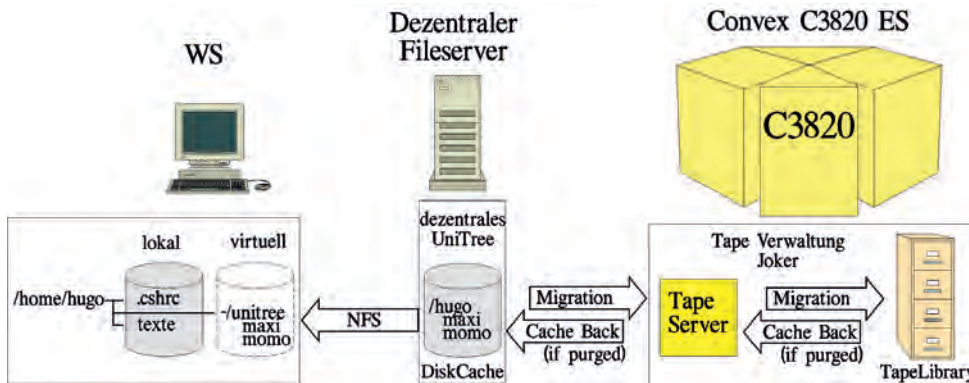 WS
Dezentraler
Fileserver
Convex C3820 ES
C3820
lokal
virtuell
/home/hugo
.cshrc
texte
~/unitree
maxi
momo
NFS
dezentrales
UniTree
/hugo
maxi
momo
DiskCache
Migration
Cache Back
(if purged)
Tape Verwaltung
Joker
Tape
Server
Migration
Cache Back
(if purged)
TapeLibrary